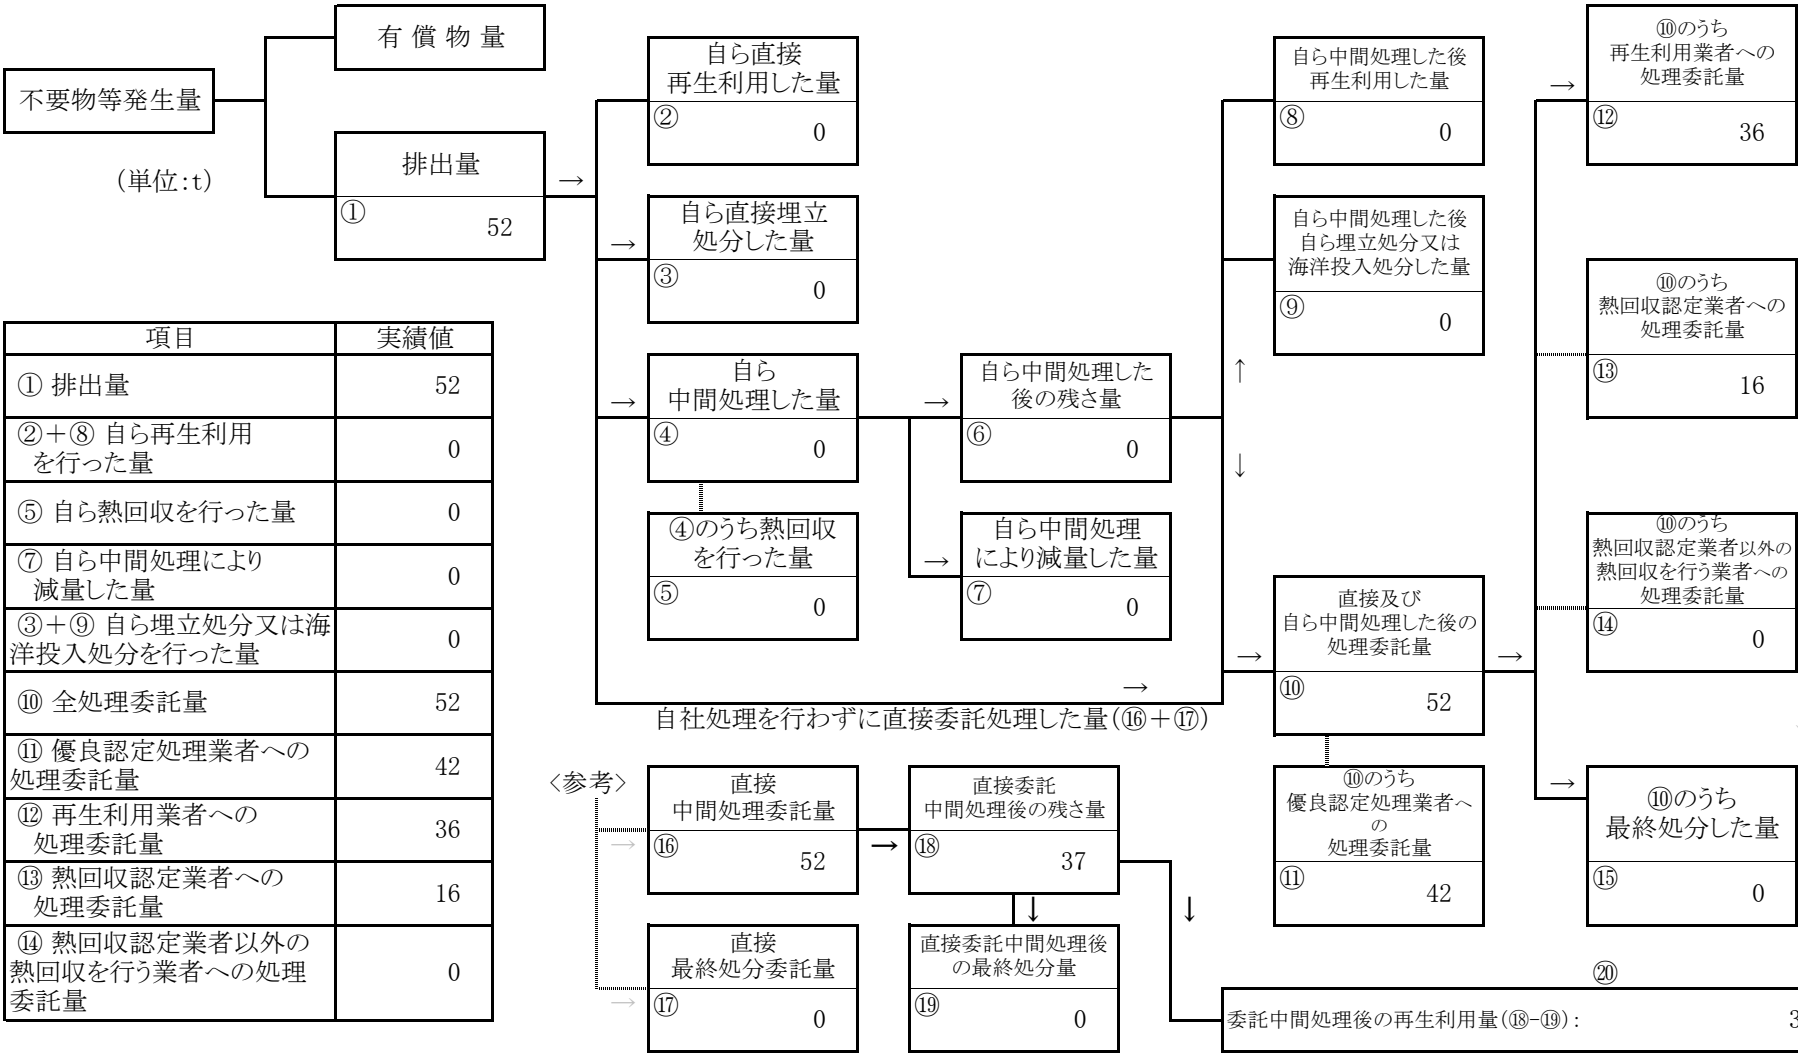 不要物等発生量
(単位:t)
有 償 物 量
排出量
①
52
→
自ら直接
再生利用した量
②
0
→
自ら直接埋立
処分した量
③
0
→
自ら
中間処理した量
④
0
④のうち熱回収
を行った量
⑤
0
→
自ら中間処理した
後の残さ量
⑥
0
→
自ら中間処理
により減量した量
⑦
0
→
自社処理を行わずに直接委託処理した量(⑯+⑰)
自ら中間処理した後
再生利用した量
⑧
0
自ら中間処理した後
自ら埋立処分又は
海洋投入処分した量
⑨
0
↑
↓
→
直接及び
自ら中間処理した後の
処理委託量
⑩
52
→
⑩のうち
優良認定処理業者へ
の
処理委託量
⑪
42
→
⑩のうち
再生利用業者への
処理委託量
⑫
36
⑩のうち
熱回収認定業者への
処理委託量
⑬
16
⑩のうち
熱回収認定業者以外の
熱回収を行う業者への
処理委託量
⑭
0
→
⑩のうち
最終処分した量
⑮
0
項目 実績値
① 排出量 52
②+⑧ 自ら再生利用
を行った量 0
⑤ 自ら熱回収を行った量 0
⑦ 自ら中間処理により
減量した量 0
③+⑨ 自ら埋立処分又は海
洋投入処分を行った量 0
⑩ 全処理委託量 52
⑪ 優良認定処理業者への
処理委託量 42
⑫ 再生利用業者への
処理委託量 36
⑬ 熱回収認定業者への
処理委託量 16
⑭ 熱回収認定業者以外の
熱回収を行う業者への処理
委託量 0
<参考>
→
直接
中間処理委託量
⑯
52
→
直接委託
中間処理後の残さ量
⑱
37
↓
↓
→
直接
最終処分委託量
⑰
0
直接委託中間処理後
の最終処分量
⑲
0
⑳
委託中間処理後の再生利用量(⑱-⑲):